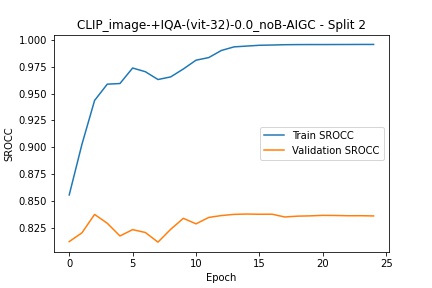 CLIP_image-+IQA-(vit-32)-0.0_noB-AIGC - Split 2
1.000
0.975
0.950
0.925
0.900
0.875
0.850
0.825
SROCC
Train SROCC
Validation SROCC
0 5 10 15 20 25
Epoch